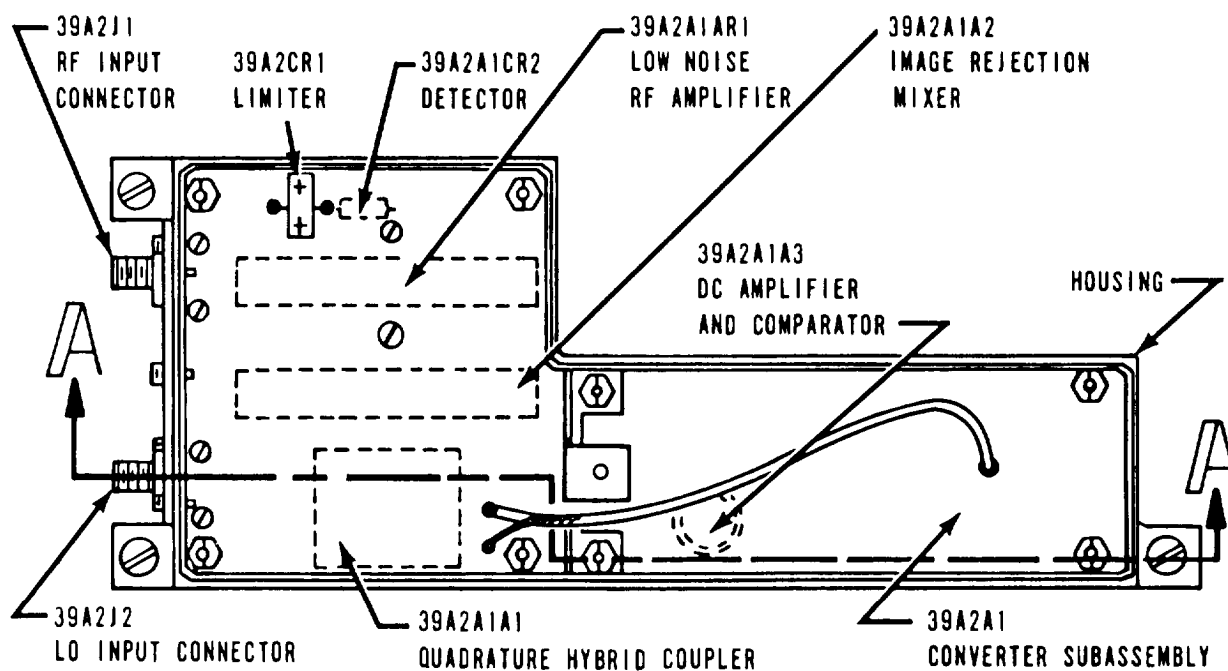 39A2J1
RF INPUT
CONNECTOR
39A2CR1
LIMITER
39A2A1CR2
DETECTOR
39A2A1AR1
LOW NOISE
RF AMPLIFIER
39A2A1A2
IMAGE REJECTION
MIXER
39A2A1A3
DC AMPLIFIER
AND COMPARATOR
HOUSING
A
A
39A2J2
LO INPUT CONNECTOR
39A2A1A1
QUADRATURE HYBRID COUPLER
39A2A1
CONVERTER SUBASSEMBLY